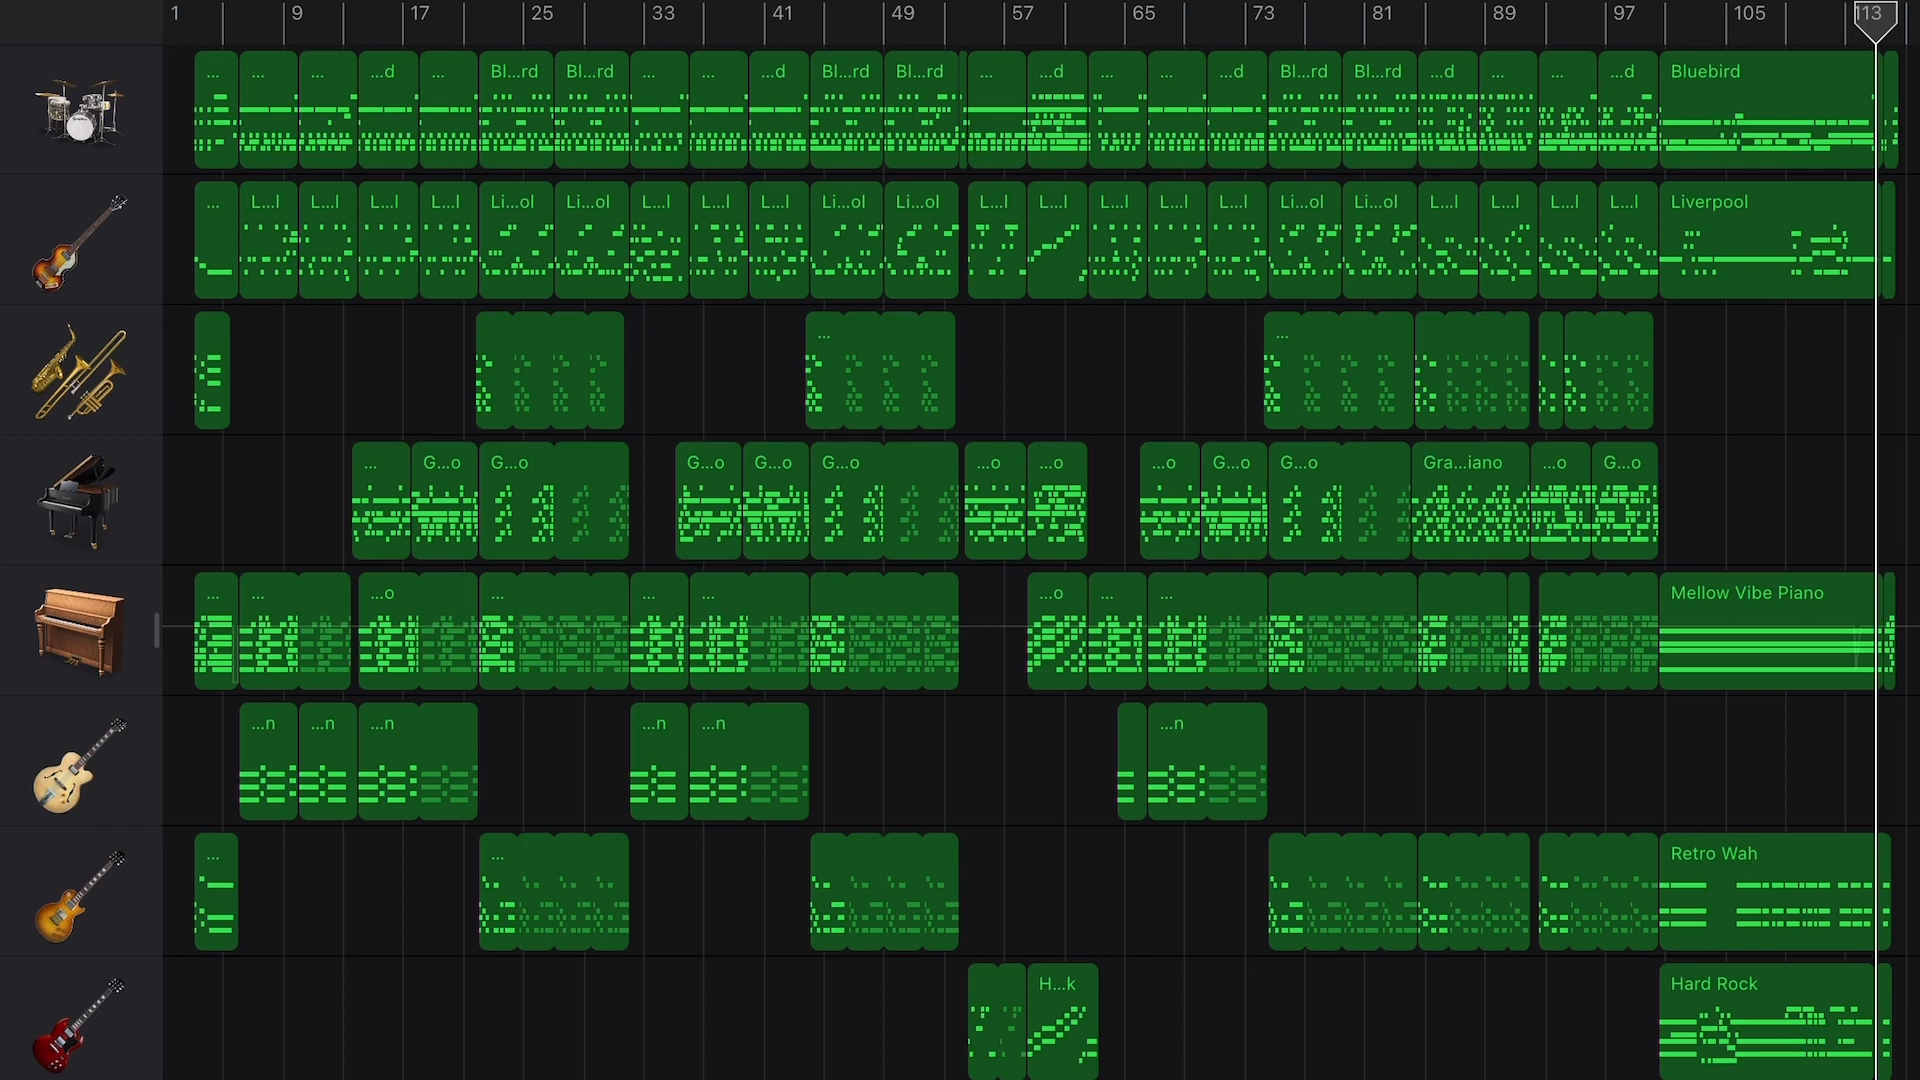 1 9 17 25 33 41 49 57 65 73 81 89 97 105 113
... ... ... ...d ... Bl...rd Bl...rd ... ... ...d Bl...rd Bl...rd ... ...d ... ... ...d Bl...rd Bl...rd ...d ... ... ...d Bluebird
... L...l L...l L...l L...l Li...ol Li...ol L...l L...l L...l Li...ol Li...ol L...l L...l L...l L...l L...l Li...ol Li...ol L...l L...l L...l L...l Liverpool
... ...
... G...o G...o G...o G...o G...o ...o ...o ...o G...o G...o Gra...iano ...o G...o
... ... ...o ... ... ... ...o ... ... Mellow Vibe Piano
...n ...n ...n ...n ...n ...n
... ... Retro Wah
H...k Hard Rock